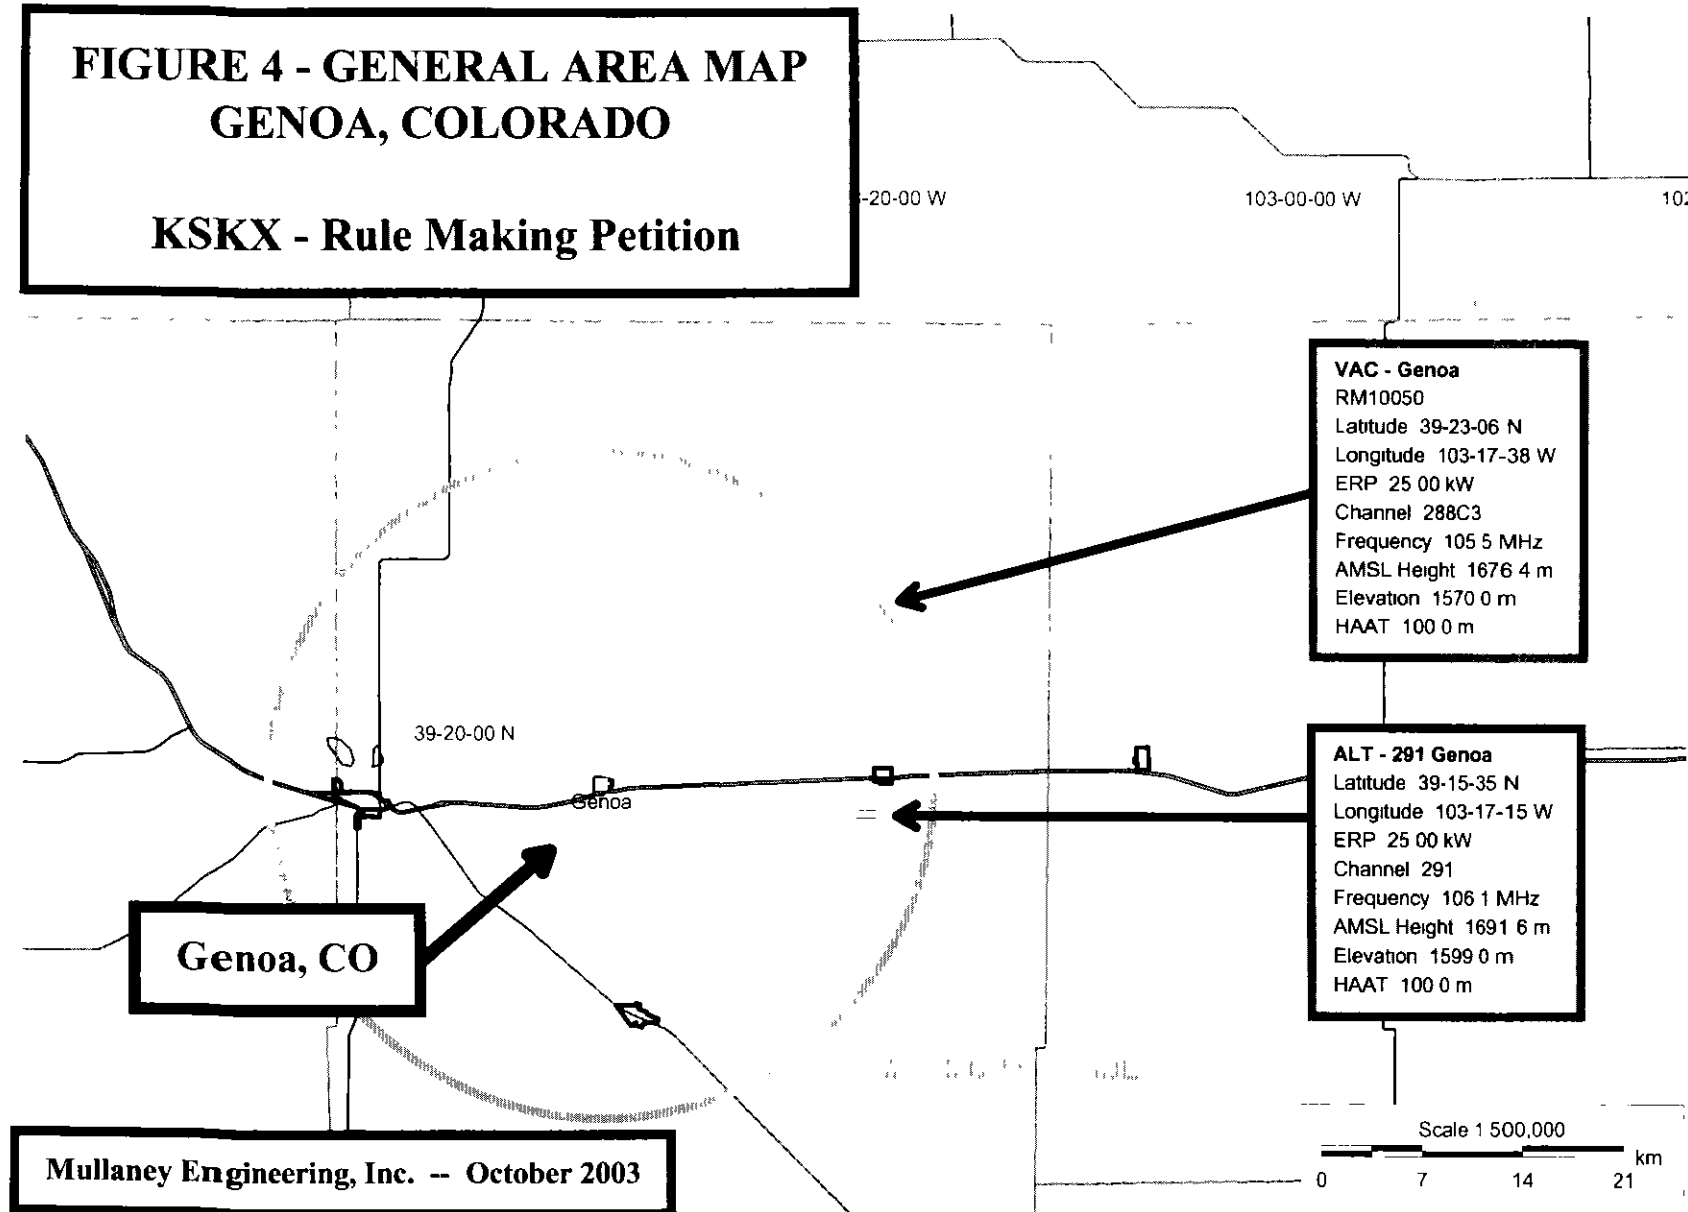 FIGURE 4 - GENERAL AREA MAP
GENOA, COLORADO
KSKX - Rule Making Petition
-20-00 W
103-00-00 W
102
VAC - Genoa
RM10050
Latitude 39-23-06 N
Longitude 103-17-38 W
ERP 25 00 kW
Channel 288C3
Frequency 105 5 MHz
AMSL Height 1676 4 m
Elevation 1570 0 m
HAAT 100 0 m
39-20-00 N
Genoa
ALT - 291 Genoa
Latitude 39-15-35 N
Longitude 103-17-15 W
ERP 25 00 kW
Channel 291
Frequency 106 1 MHz
AMSL Height 1691 6 m
Elevation 1599 0 m
HAAT 100 0 m
Genoa, CO
Mullaney Engineering, Inc. -- October 2003
Scale 1 500,000
km
0 7 14 21